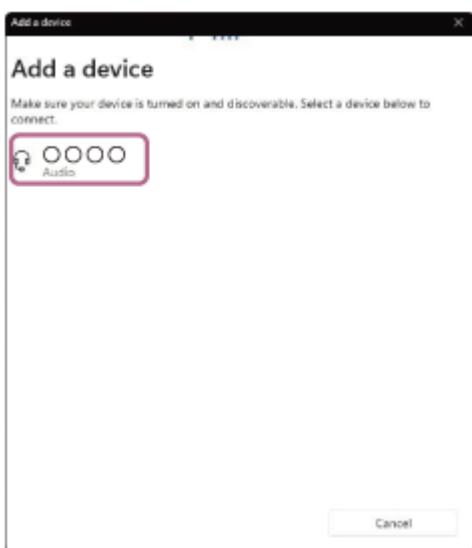 Add a device
Add a device
Make sure your device is turned on and discoverable. Select a device below to
connect.
OOOO
Audio
Cancel